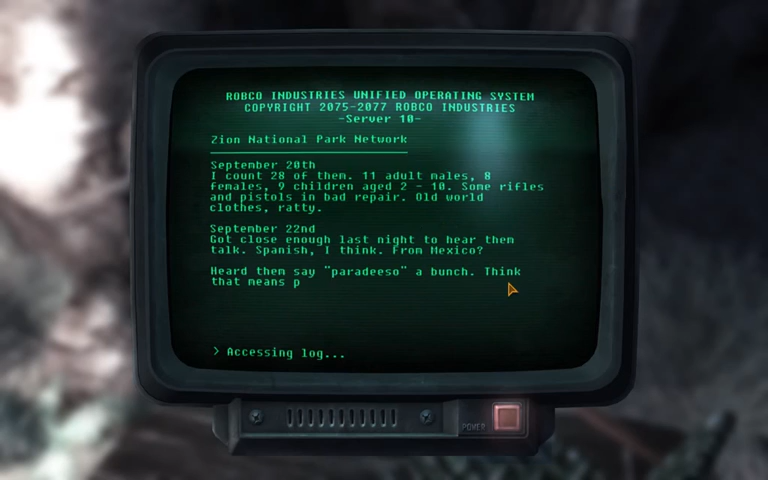 ROBCO INDUSTRIES UNIFIED OPERATING SYSTEM
COPYRIGHT 2075-2077 ROBCO INDUSTRIES
-Server 10-
Zion National Park Network
September 20th
I count 28 of them. 11 adult males, 8
females, 9 children aged 2 - 10. Some rifles
and pistols in bad repair. Old world
clothes, ratty.
September 22nd
Got close enough last night to hear them
talk. Spanish, I think. From Mexico?
Heard them say "paradeeso" a bunch. Think
that means p
> Accessing log...
POWER